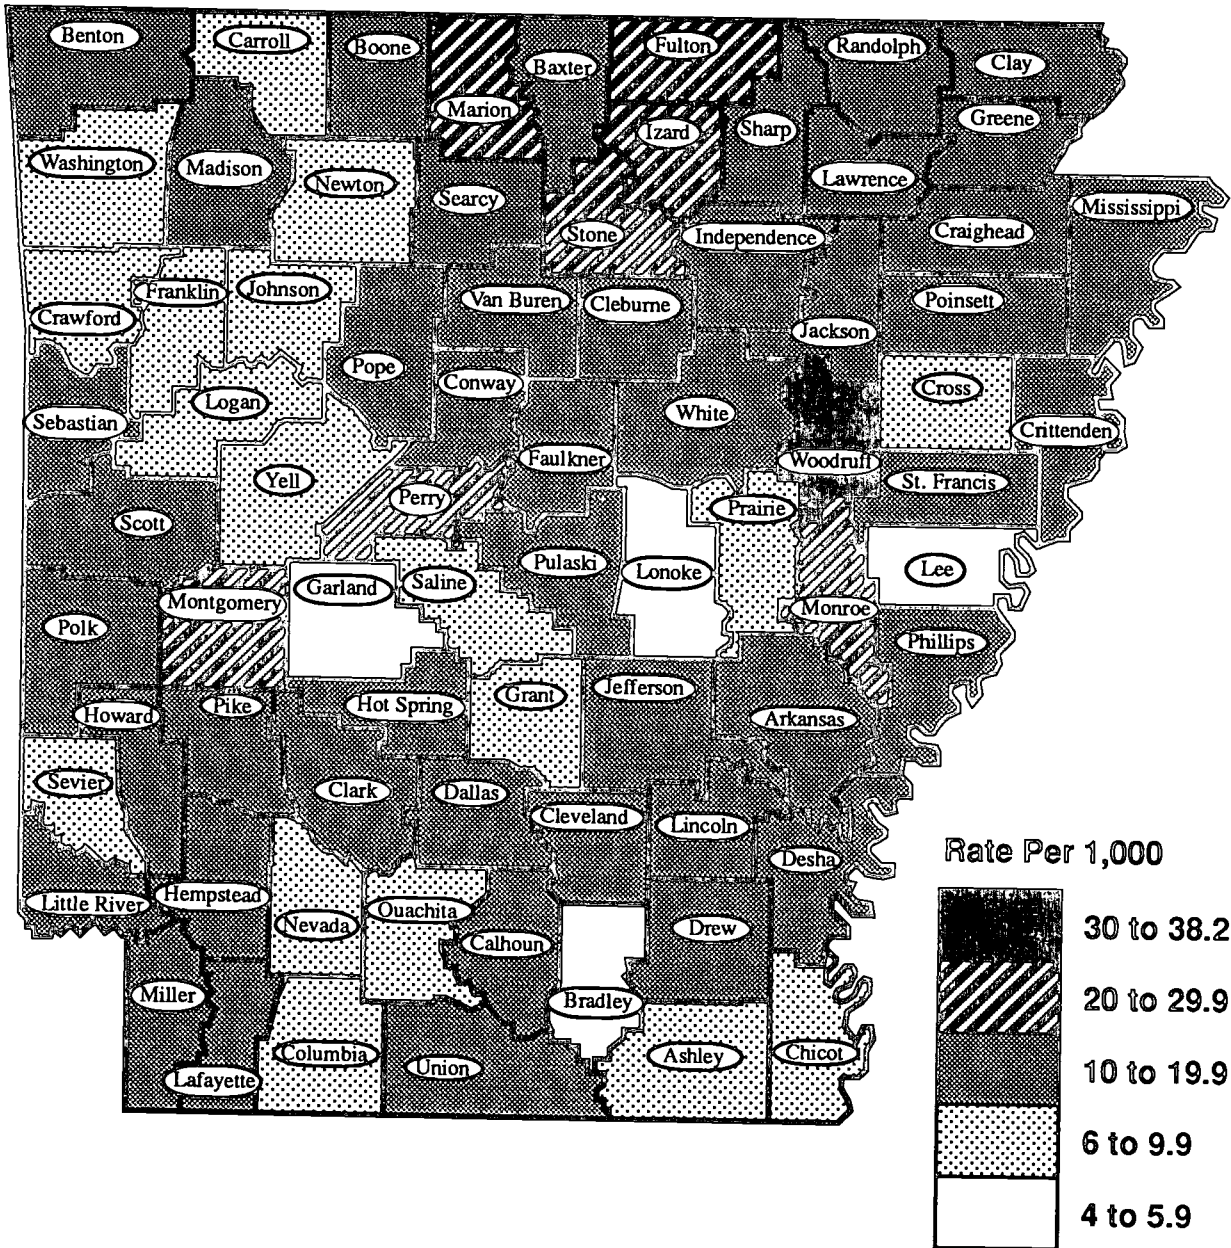 Benton
Carroll
Boone
Marion
Baxter
Fulton
Randolph
Clay
Izard
Sharp
Greene
Washington
Madison
Newton
Searcy
Stone
Independence
Lawrence
Craighead
Mississippi
Crawford
Franklin
Johnson
Van Buren
Cleburne
Jackson
Poinsett
Sebastian
Logan
Pope
Conway
White
Cross
Crittenden
Yell
Perry
Faulkner
Woodruff
St. Francis
Scott
Prairie
Garland
Saline
Pulaski
Lonoke
Lee
Montgomery
Monroe
Polk
Phillips
Howard
Pike
Hot Spring
Grant
Jefferson
Arkansas
Sevier
Clark
Dallas
Cleveland
Lincoln
Desha
Little River
Hempstead
Nevada
Ouachita
Calhoun
Drew
Miller
Bradley
Lafayette
Columbia
Union
Ashley
Chicot
Rate Per 1,000
30 to 38.2
20 to 29.9
10 to 19.9
6 to 9.9
4 to 5.9